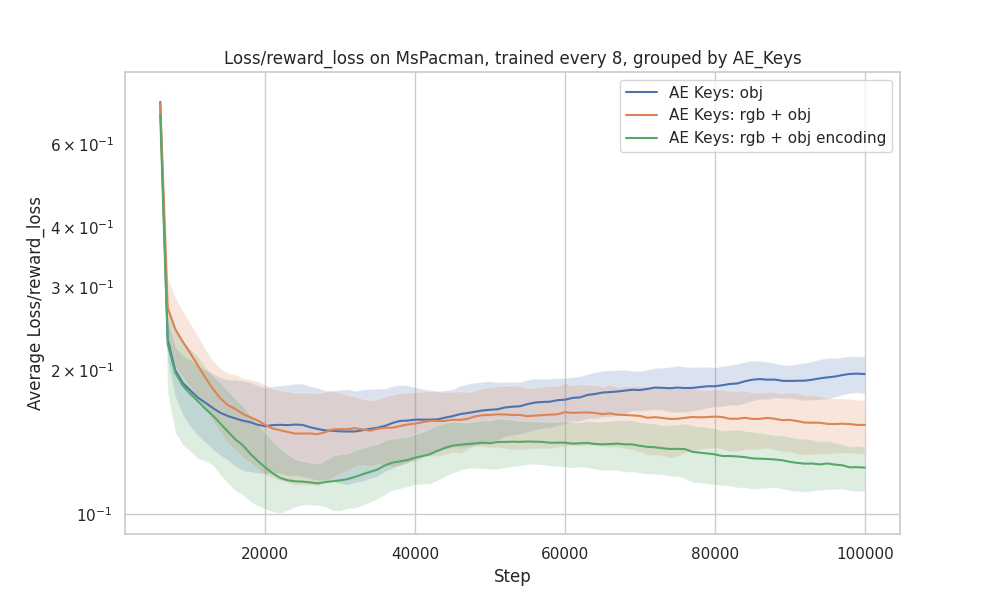 Loss/reward_loss on MsPacman, trained every 8, grouped by AE_Keys
AE Keys: obj
AE Keys: rgb + obj
AE Keys: rgb + obj encoding
Average Loss/reward_loss
6 × 10⁻¹
4 × 10⁻¹
3 × 10⁻¹
2 × 10⁻¹
10⁻¹
20000 40000 60000 80000 100000
Step